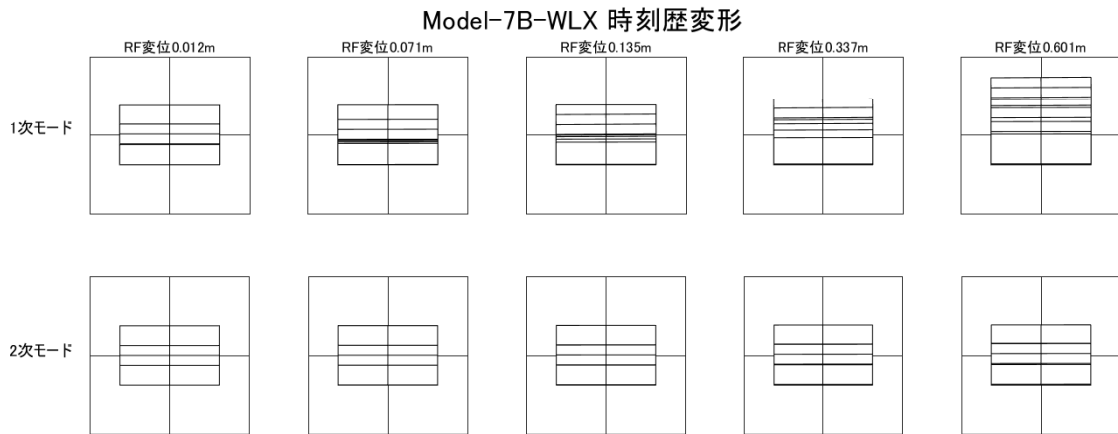 Model-7B-WLX 時刻歴変形
RF変位0.012m
RF変位0.071m
RF変位0.135m
RF変位0.337m
RF変位0.601m
1次モード
2次モード